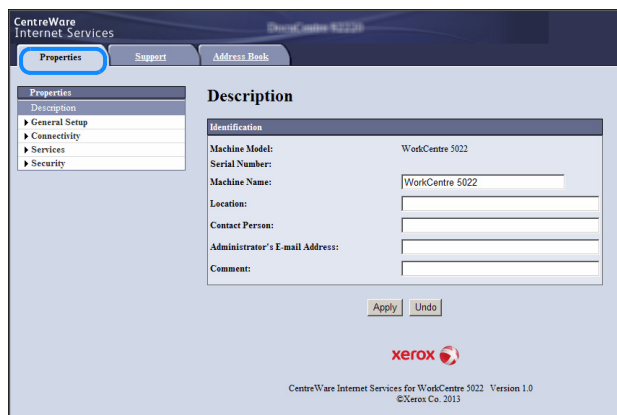 CentreWare
Internet Services
Properties Support Address Book
Properties
Description
General Setup
Connectivity
Services
Security
Description
Identification
Machine Model: WorkCentre 5022
Serial Number:
Machine Name: WorkCentre 5022
Location:
Contact Person:
Administrator's E-mail Address:
Comment:
Apply Undo
xerox
CentreWare Internet Services for WorkCentre 5022 Version 1.0
©Xerox Co. 2013